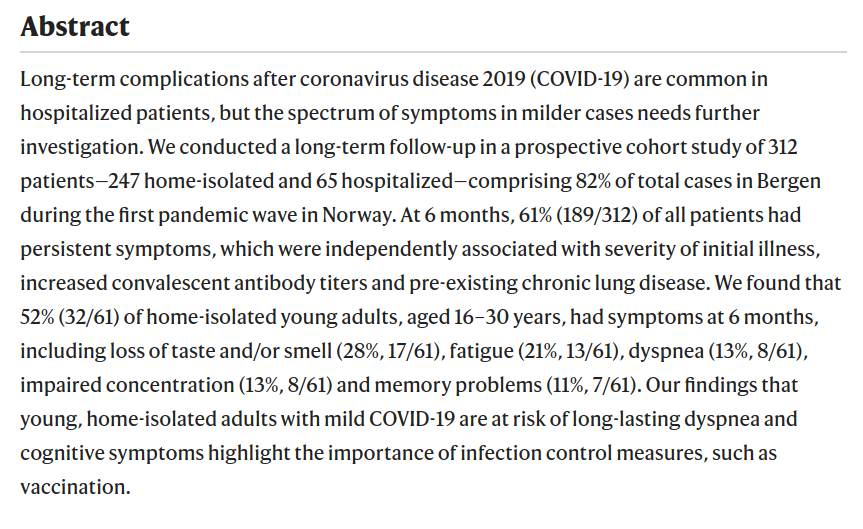 Abstract
Long-term complications after coronavirus disease 2019 (COVID-19) are common in
hospitalized patients, but the spectrum of symptoms in milder cases needs further
investigation. We conducted a long-term follow-up in a prospective cohort study of 312
patients—247 home-isolated and 65 hospitalized—comprising 82% of total cases in Bergen
during the first pandemic wave in Norway. At 6 months, 61% (189/312) of all patients had
persistent symptoms, which were independently associated with severity of initial illness,
increased convalescent antibody titers and pre-existing chronic lung disease. We found that
52% (32/61) of home-isolated young adults, aged 16–30 years, had symptoms at 6 months,
including loss of taste and/or smell (28%, 17/61), fatigue (21%, 13/61), dyspnea (13%, 8/61),
impaired concentration (13%, 8/61) and memory problems (11%, 7/61). Our findings that
young, home-isolated adults with mild COVID-19 are at risk of long-lasting dyspnea and
cognitive symptoms highlight the importance of infection control measures, such as
vaccination.